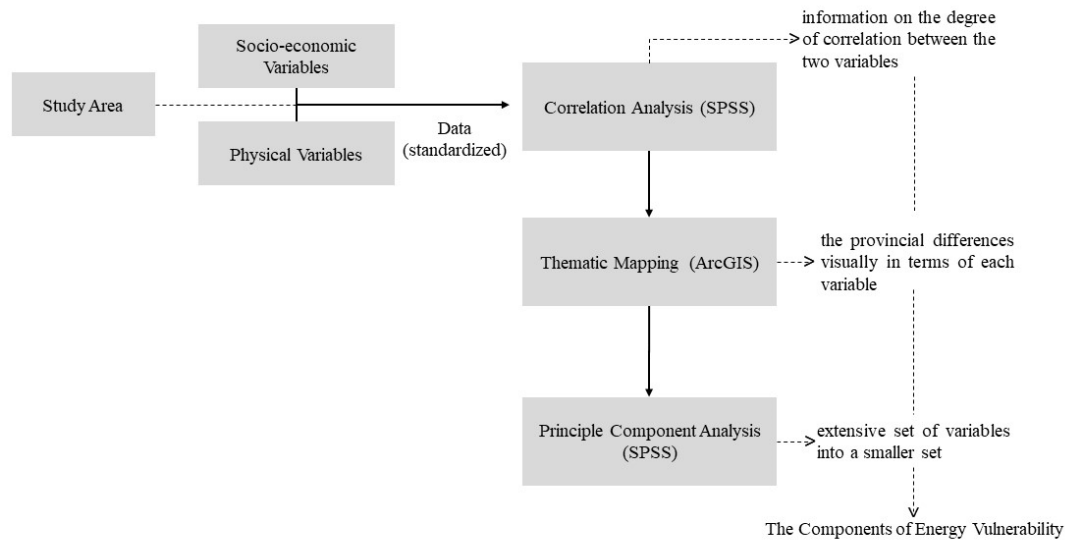 Study Area
Socio-economic
Variables
Physical Variables
Data
(standardized)
Correlation Analysis (SPSS)
information on the degree
of correlation between the
two variables
Thematic Mapping (ArcGIS)
the provincial differences
visually in terms of each
variable
Principle Component Analysis
(SPSS)
extensive set of variables
into a smaller set
The Components of Energy Vulnerability